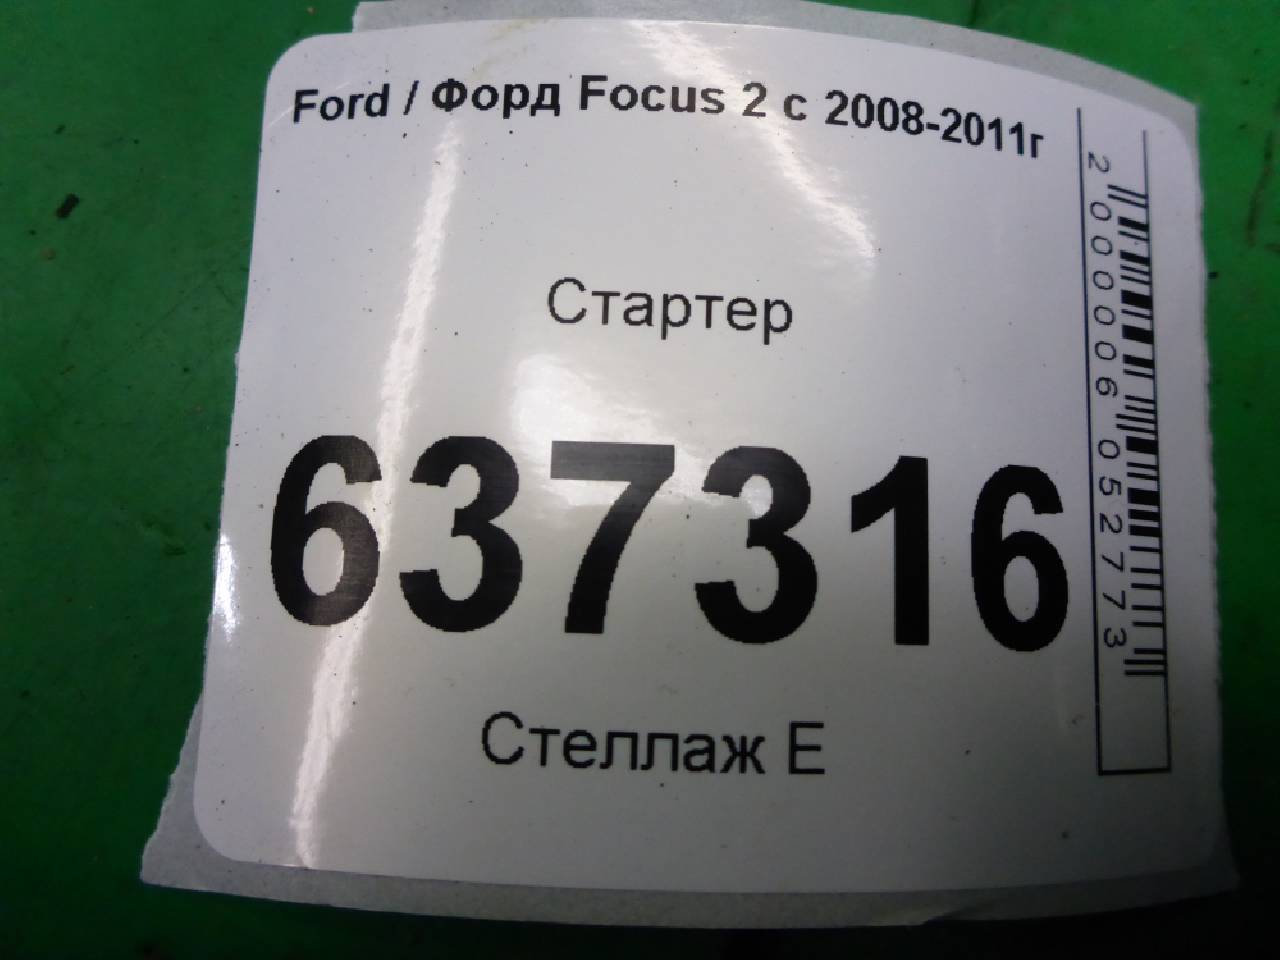 Ford / Форд Focus 2 с 2008-2011г
Стартер
637316
Стеллаж Е
2000006052773